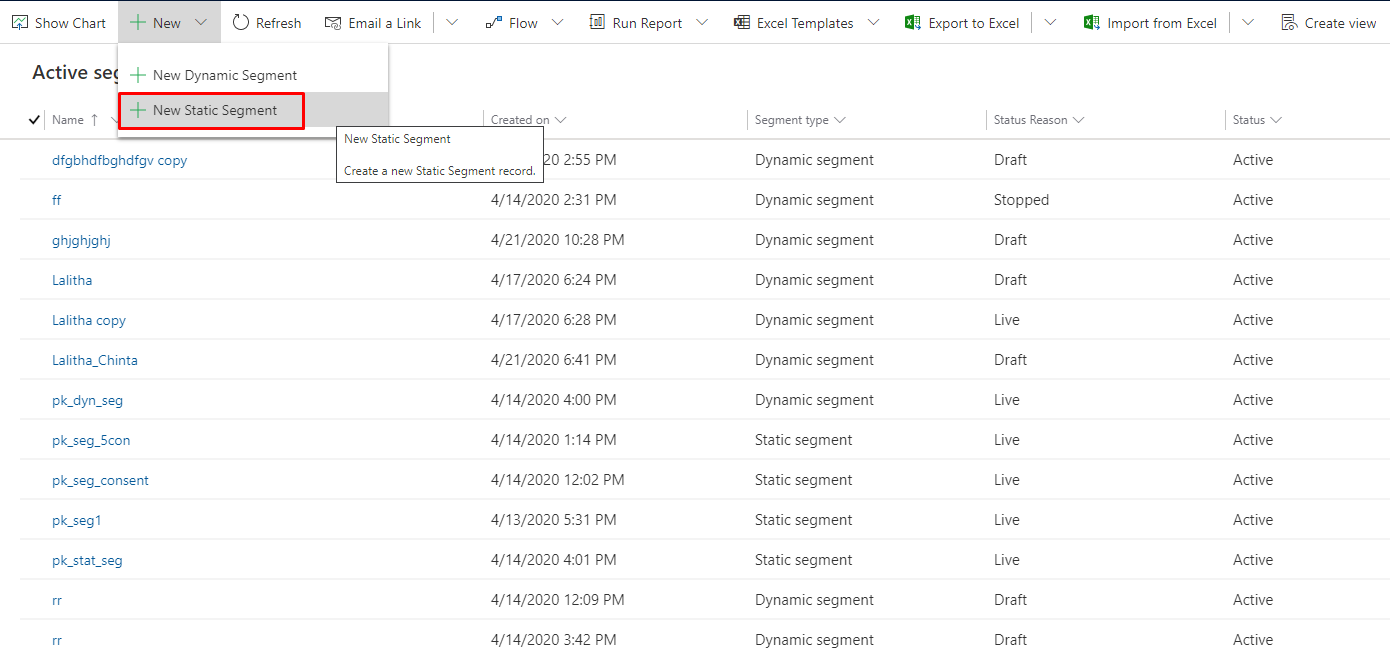 Show Chart New Refresh Email a Link Flow Run Report Excel Templates Export to Excel Import from Excel Create view
New Dynamic Segment
Active seg
New Static Segment
Name ↑ Created on Segment type Status Reason Status
New Static Segment
Create a new Static Segment record.
dfgbhdfbghdfgv copy 20 2:55 PM Dynamic segment Draft Active
ff 4/14/2020 2:31 PM Dynamic segment Stopped Active
ghjghjghj 4/21/2020 10:28 PM Dynamic segment Draft Active
Lalitha 4/17/2020 6:24 PM Dynamic segment Draft Active
Lalitha copy 4/17/2020 6:28 PM Dynamic segment Live Active
Lalitha_Chinta 4/21/2020 6:41 PM Dynamic segment Draft Active
pk_dyn_seg 4/14/2020 4:00 PM Dynamic segment Live Active
pk_seg_5con 4/14/2020 1:14 PM Static segment Live Active
pk_seg_consent 4/14/2020 12:02 PM Static segment Live Active
pk_seg1 4/13/2020 5:31 PM Static segment Live Active
pk_stat_seg 4/14/2020 4:01 PM Static segment Live Active
rr 4/14/2020 12:09 PM Dynamic segment Draft Active
rr 4/14/2020 3:42 PM Dynamic segment Draft Active